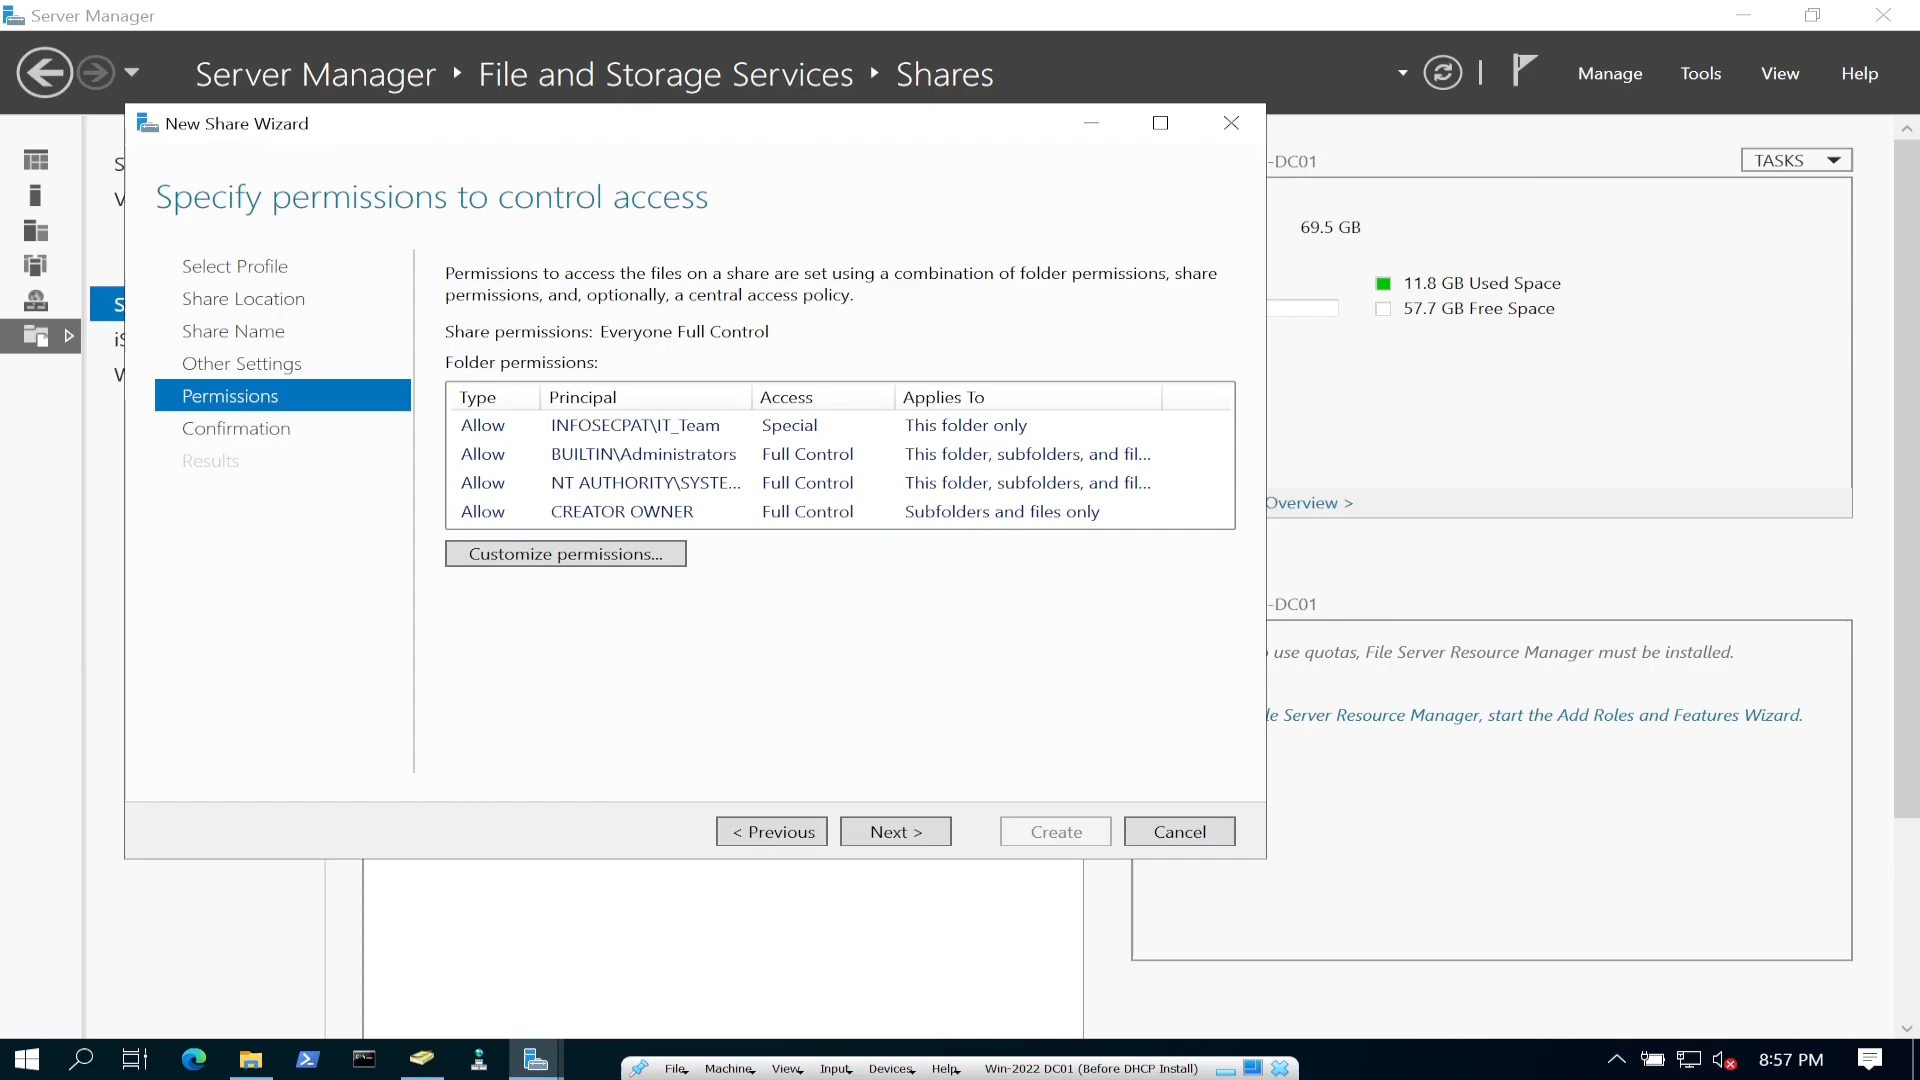 Server Manager
Server Manager ‣ File and Storage Services ‣ Shares
Manage Tools View Help
New Share Wizard
Specify permissions to control access
Select Profile
Share Location
Share Name
Other Settings
Permissions
Confirmation
Results
Permissions to access the files on a share are set using a combination of folder permissions, share
permissions, and, optionally, a central access policy.
Share permissions: Everyone Full Control
Folder permissions:
Type Principal Access Applies To
Allow INFOSECPAT\IT_Team Special This folder only
Allow BUILTIN\Administrators Full Control This folder, subfolders, and fil...
Allow NT AUTHORITY\SYSTE... Full Control This folder, subfolders, and fil...
Allow CREATOR OWNER Full Control Subfolders and files only
Customize permissions...
< Previous Next > Create Cancel
-DC01
TASKS
69.5 GB
11.8 GB Used Space
57.7 GB Free Space
Overview >
-DC01
use quotas, File Server Resource Manager must be installed.
le Server Resource Manager, start the Add Roles and Features Wizard.
File Machine View Input Devices Help Win-2022 DC01 (Before DHCP Install)
8:57 PM